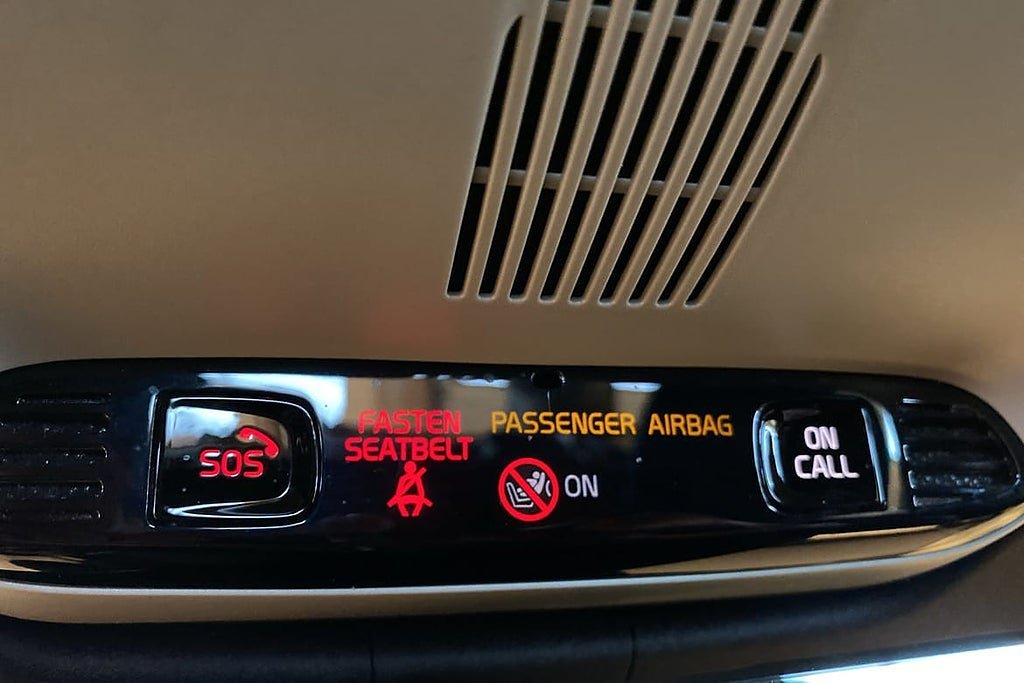 SOS
FASTEN
SEATBELT
PASSENGER AIRBAG
ON
ON
CALL